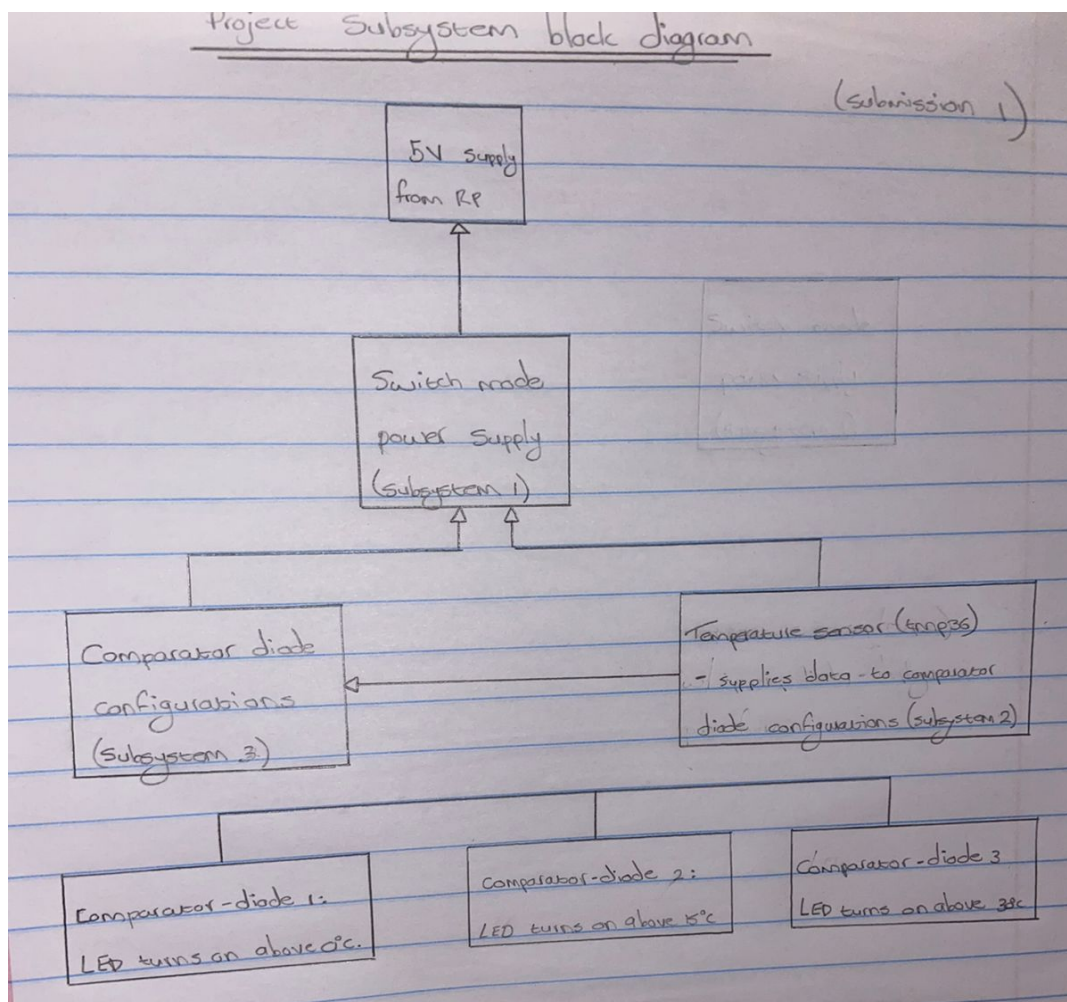 Project Subsystem block diagram
(submission 1)
5V supply
from RP
Switch mode
power supply
(subsystem 1)
Comparator diode
configurations
(subsystem 3)
Temperature sensor (tmp36)
- supplies data to comparator
diode configurations (subsystem 2)
Comparator-diode 1:
LED turns on above 0°c.
Comparator-diode 2:
LED turns on above 15°c
Comparator-diode 3
LED turns on above